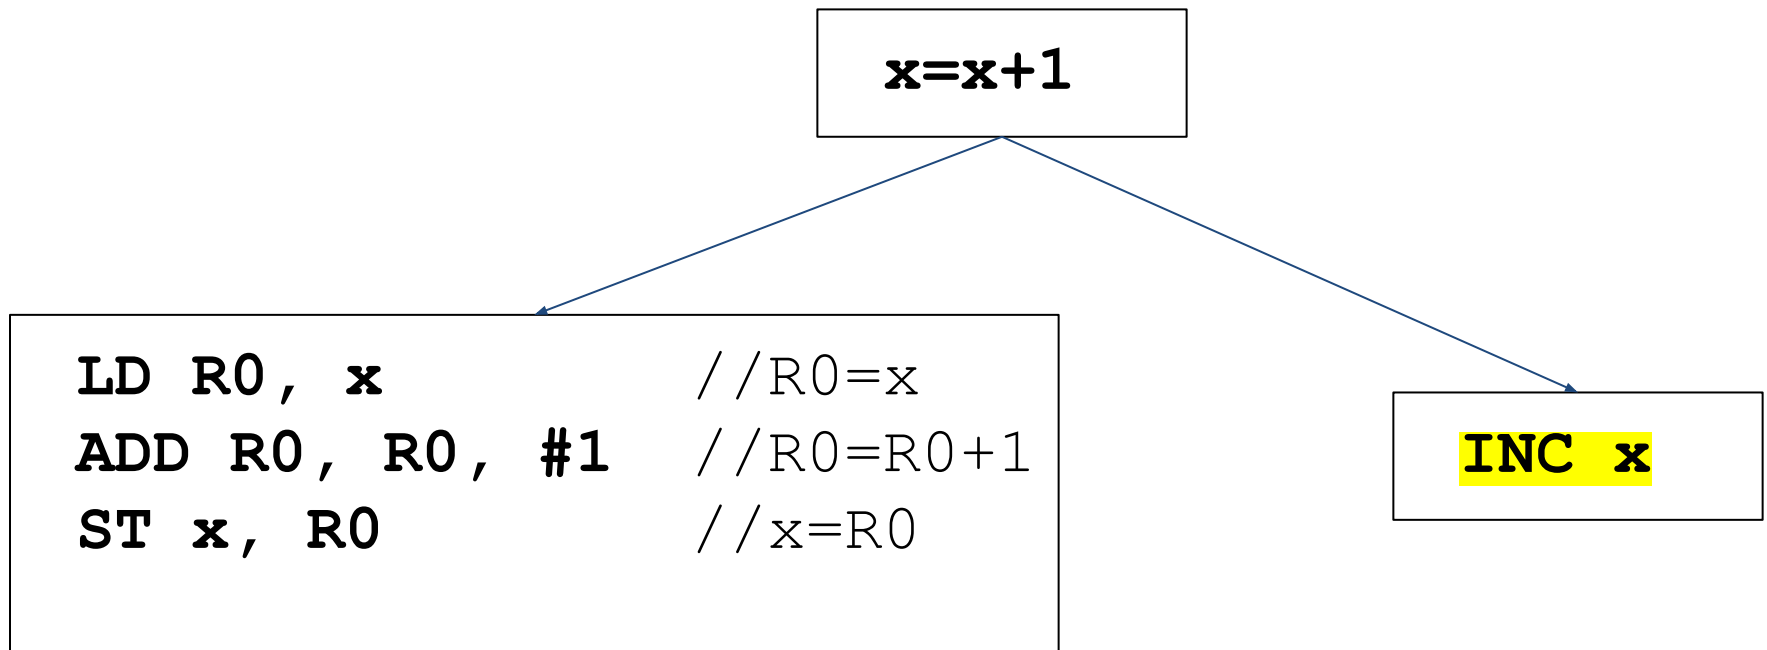 x=x+1
LD R0, x //R0=x
ADD R0, R0, #1 //R0=R0+1
ST x, R0 //x=R0
INC x